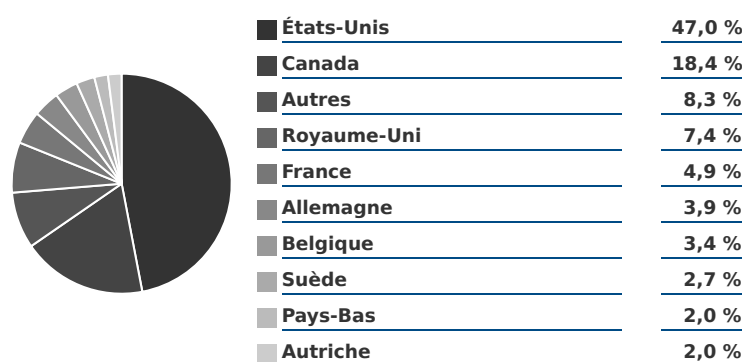 États-Unis 47,0 %
Canada 18,4 %
Autres 8,3 %
Royaume-Uni 7,4 %
France 4,9 %
Allemagne 3,9 %
Belgique 3,4 %
Suède 2,7 %
Pays-Bas 2,0 %
Autriche 2,0 %